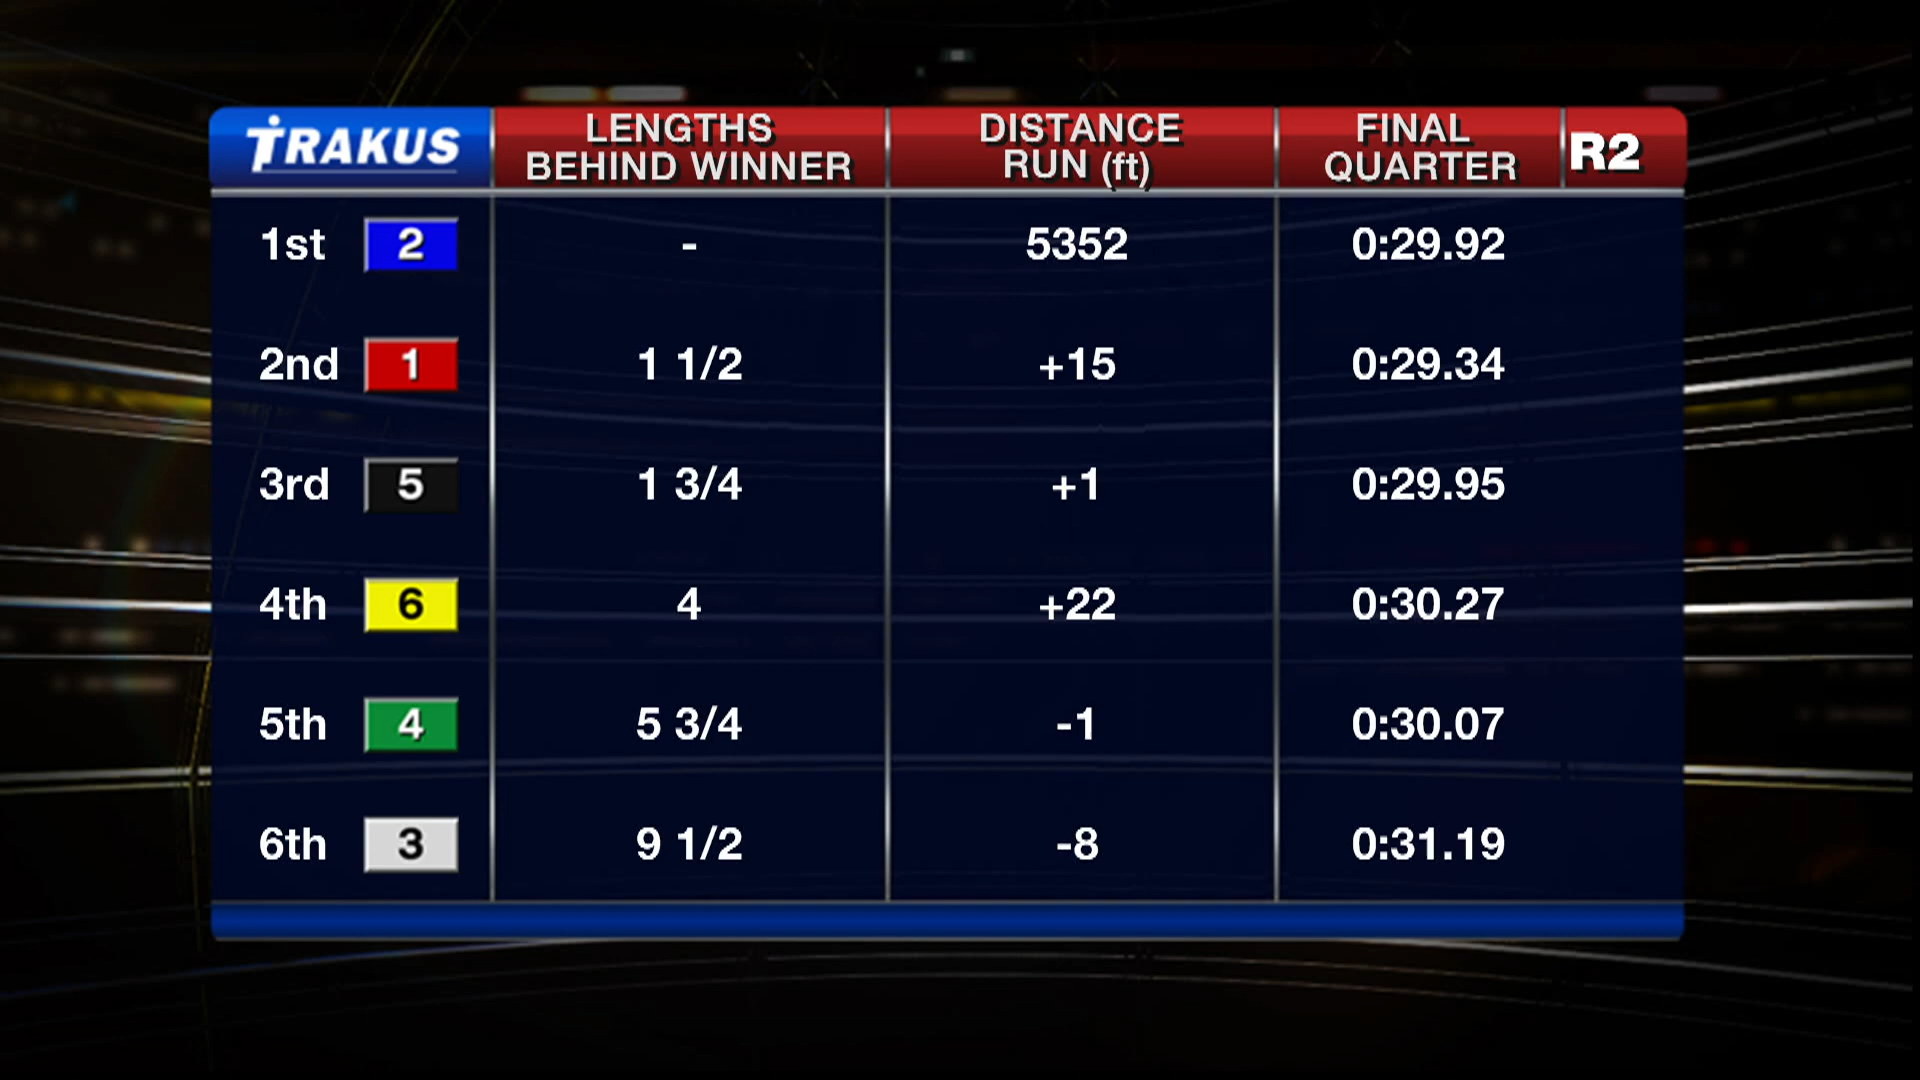 TRAKUS
LENGTHS
BEHIND WINNER
DISTANCE
RUN (ft)
FINAL
QUARTER
R2
1st 2 - 5352 0:29.92
2nd 1 1 1/2 +15 0:29.34
3rd 5 1 3/4 +1 0:29.95
4th 6 4 +22 0:30.27
5th 4 5 3/4 -1 0:30.07
6th 3 9 1/2 -8 0:31.19